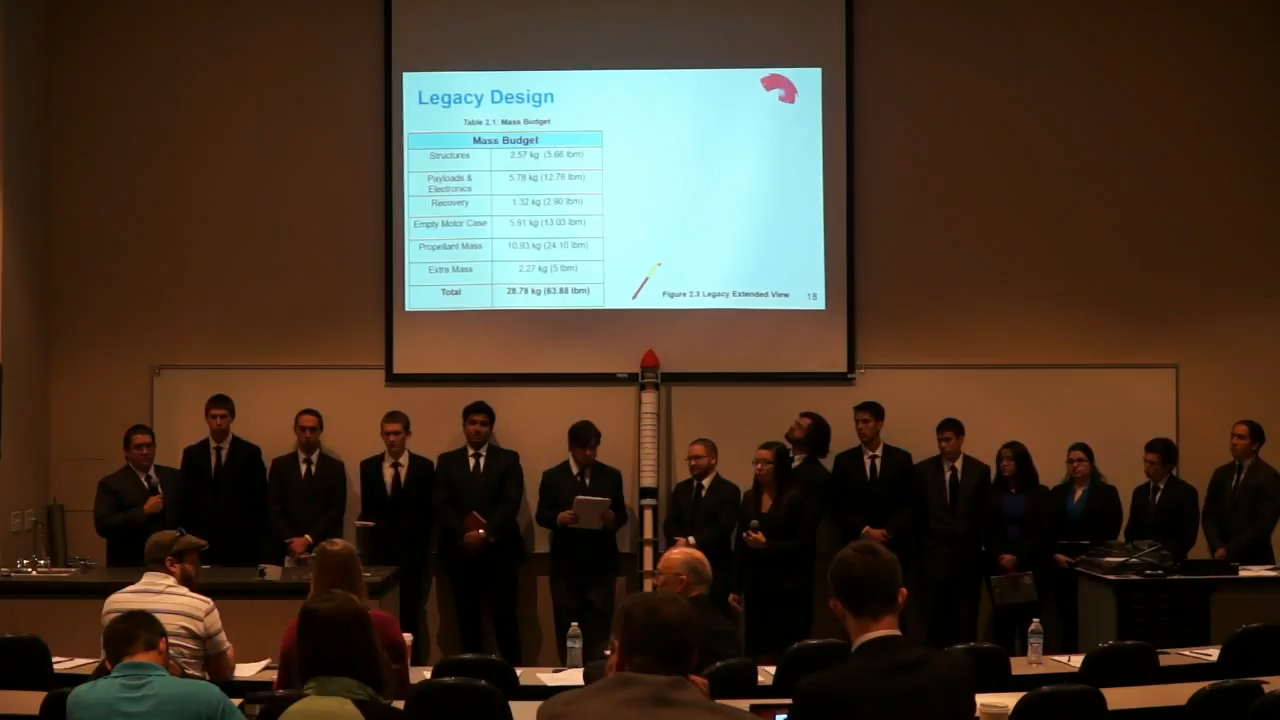 Legacy Design
Table 2.1: Mass Budget
Mass Budget
Structures 2.57 kg (5.66 lbm)
Payloads & Electronics 5.78 kg (12.76 lbm)
Recovery 1.32 kg (2.90 lbm)
Empty Motor Case 5.91 kg (13.03 lbm)
Propellant Mass 10.93 kg (24.10 lbm)
Extra Mass 2.27 kg (5 lbm)
Total 28.78 kg (63.88 lbm)
Figure 2.3 Legacy Extended View
18